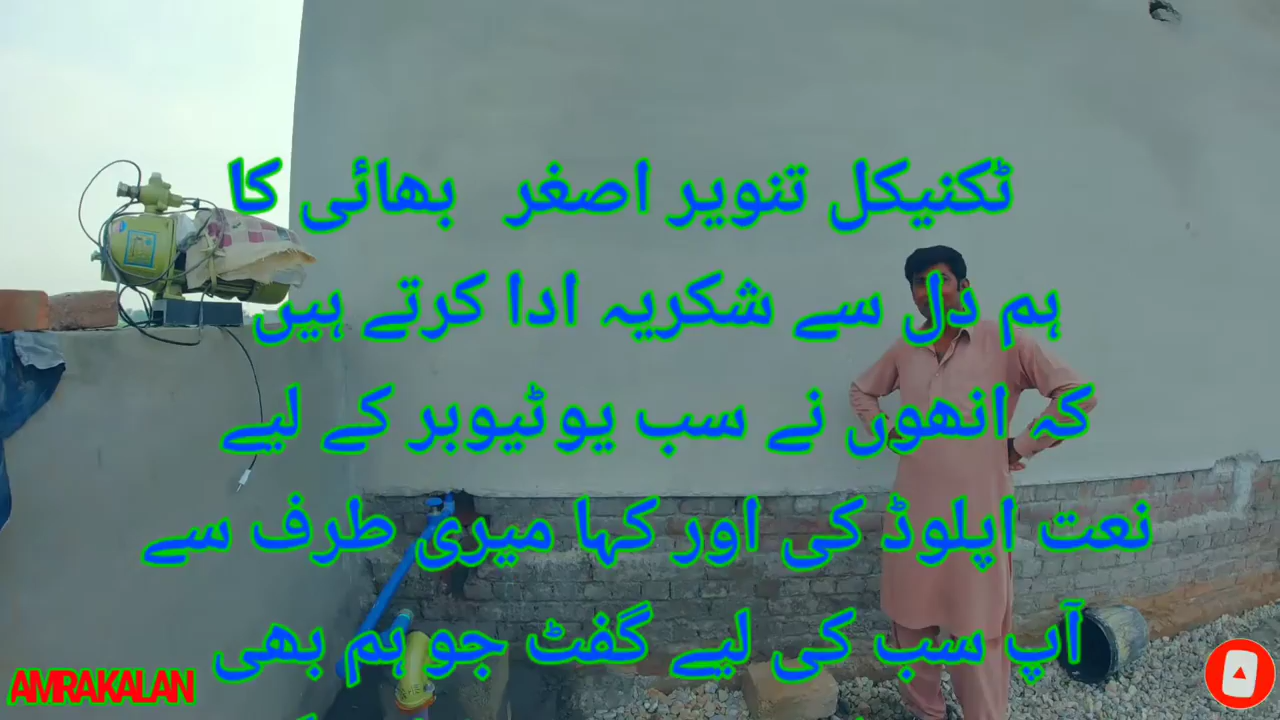 ٹکنیکل تنویر اصغر بھائی کا
ہم دل سے شکریہ ادا کرتے ہیں
کہ انھوں نے سب یوٹیوبر کے لیے
نعت اپلوڈ کی اور کہا میری طرف سے
آپ سب کی لیے گفٹ جو ہم بھی
AMRAKALAN